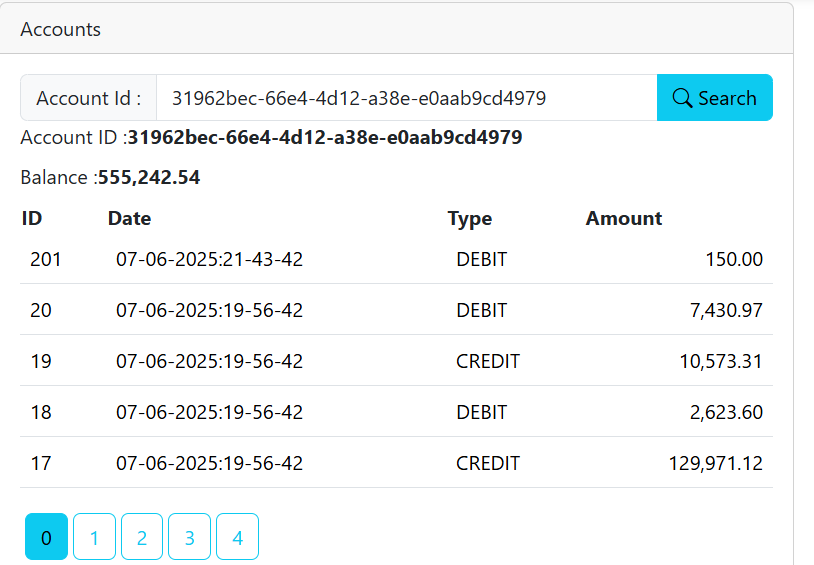 Accounts
Account Id : 31962bec-66e4-4d12-a38e-e0aab9cd4979 Search
Account ID :31962bec-66e4-4d12-a38e-e0aab9cd4979
Balance :555,242.54
ID Date Type Amount
201 07-06-2025:21-43-42 DEBIT 150.00
20 07-06-2025:19-56-42 DEBIT 7,430.97
19 07-06-2025:19-56-42 CREDIT 10,573.31
18 07-06-2025:19-56-42 DEBIT 2,623.60
17 07-06-2025:19-56-42 CREDIT 129,971.12
0 1 2 3 4